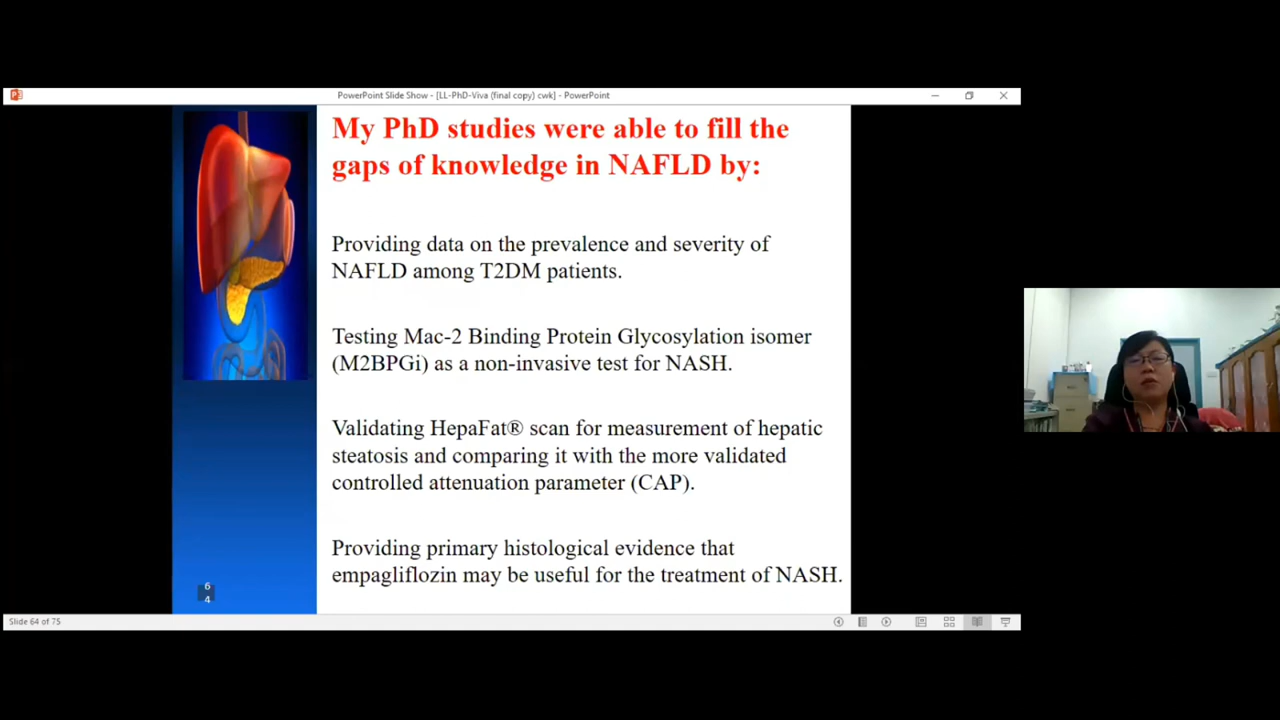 PowerPoint Slide Show - [LL-PhD-Viva (final copy) cwk] - PowerPoint
My PhD studies were able to fill the
gaps of knowledge in NAFLD by:
Providing data on the prevalence and severity of
NAFLD among T2DM patients.
Testing Mac-2 Binding Protein Glycosylation isomer
(M2BPGi) as a non-invasive test for NASH.
Validating HepaFat® scan for measurement of hepatic
steatosis and comparing it with the more validated
controlled attenuation parameter (CAP).
Providing primary histological evidence that
empagliflozin may be useful for the treatment of NASH.
6
4
Slide 64 of 75